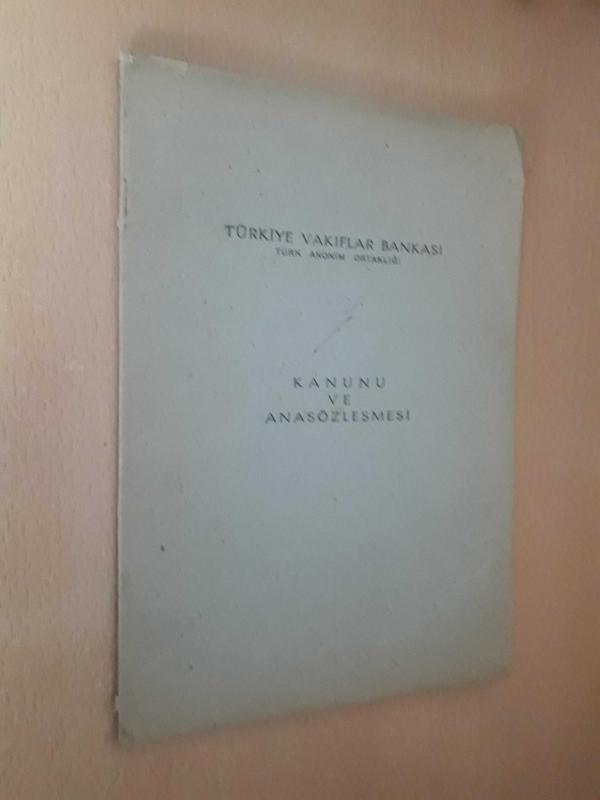 TÜRKİYE VAKIFLAR BANKASI
TÜRK ANONİM ORTAKLIĞI
KANUNU
VE
ANASÖZLEŞMESİ